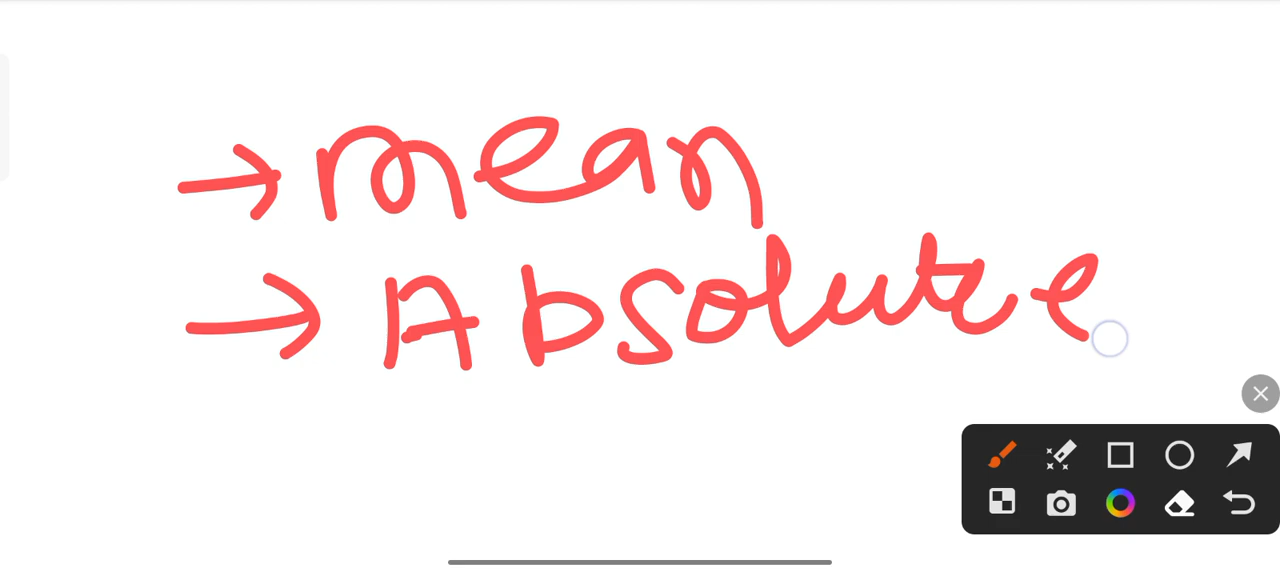 → mean
→ Absolute